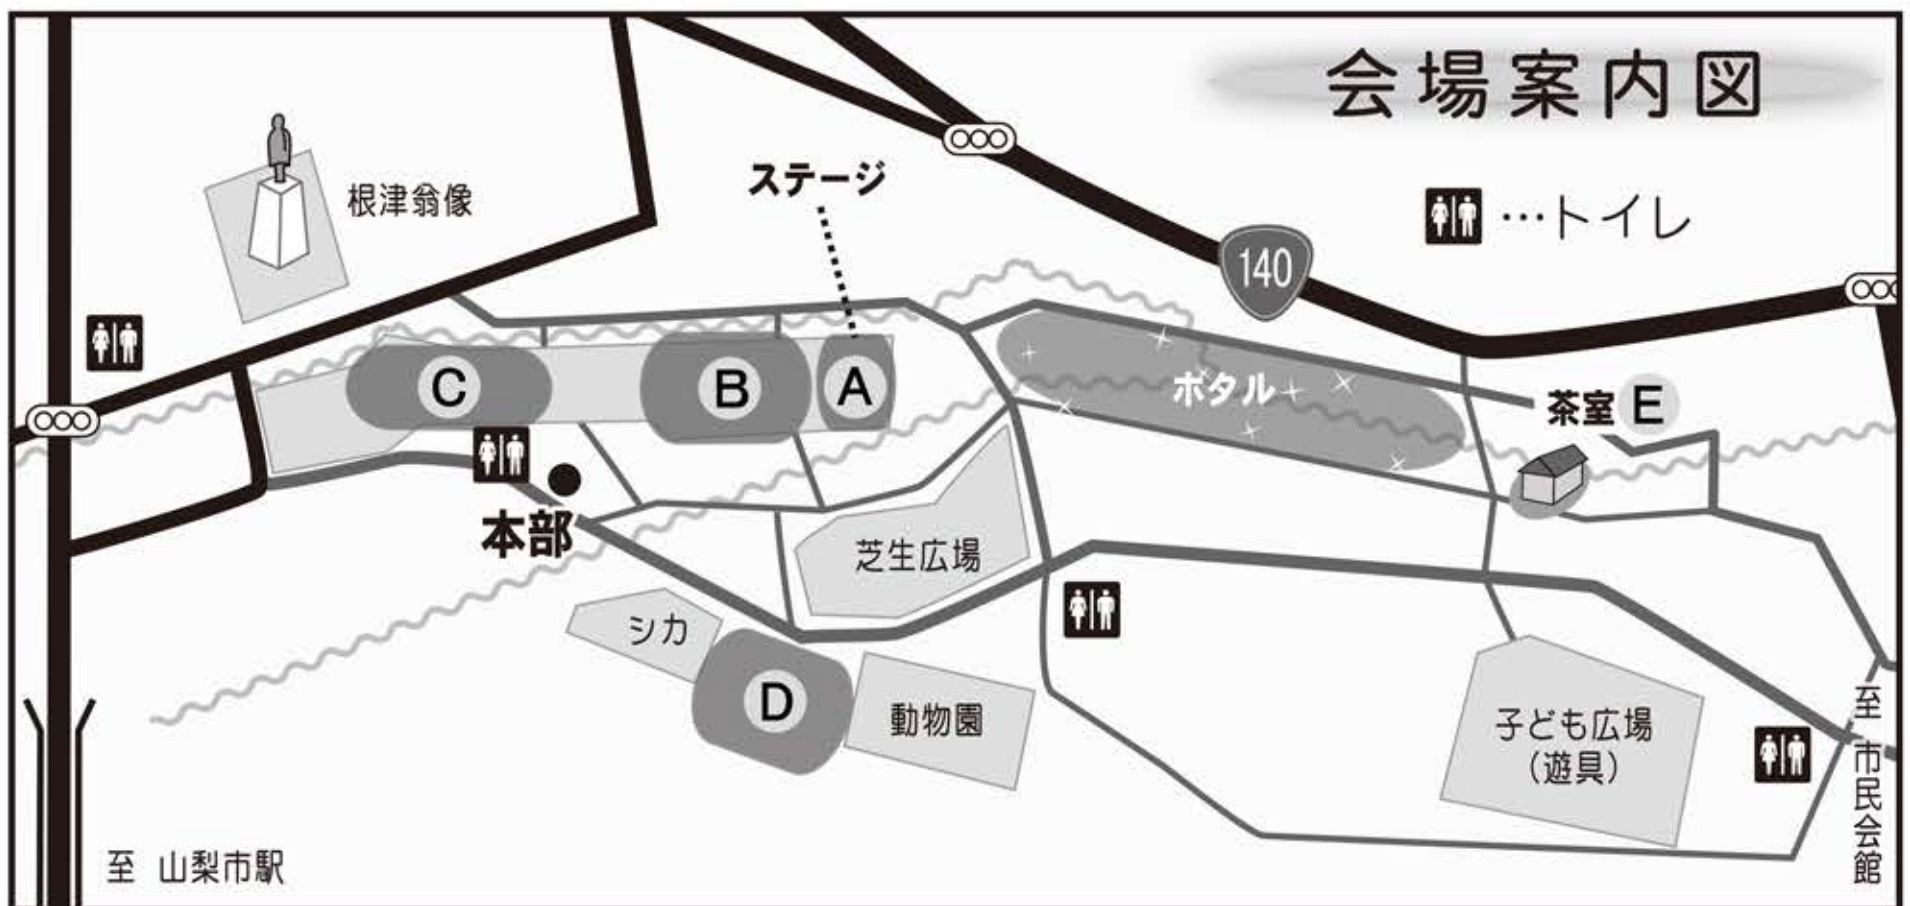 会場案内図
…トイレ
根津翁像
ステージ
140
ホタル
茶室 E
C
B
A
本部
芝生広場
シカ
D
動物園
子ども広場
(遊具)
至 市民会館
至 山梨市駅